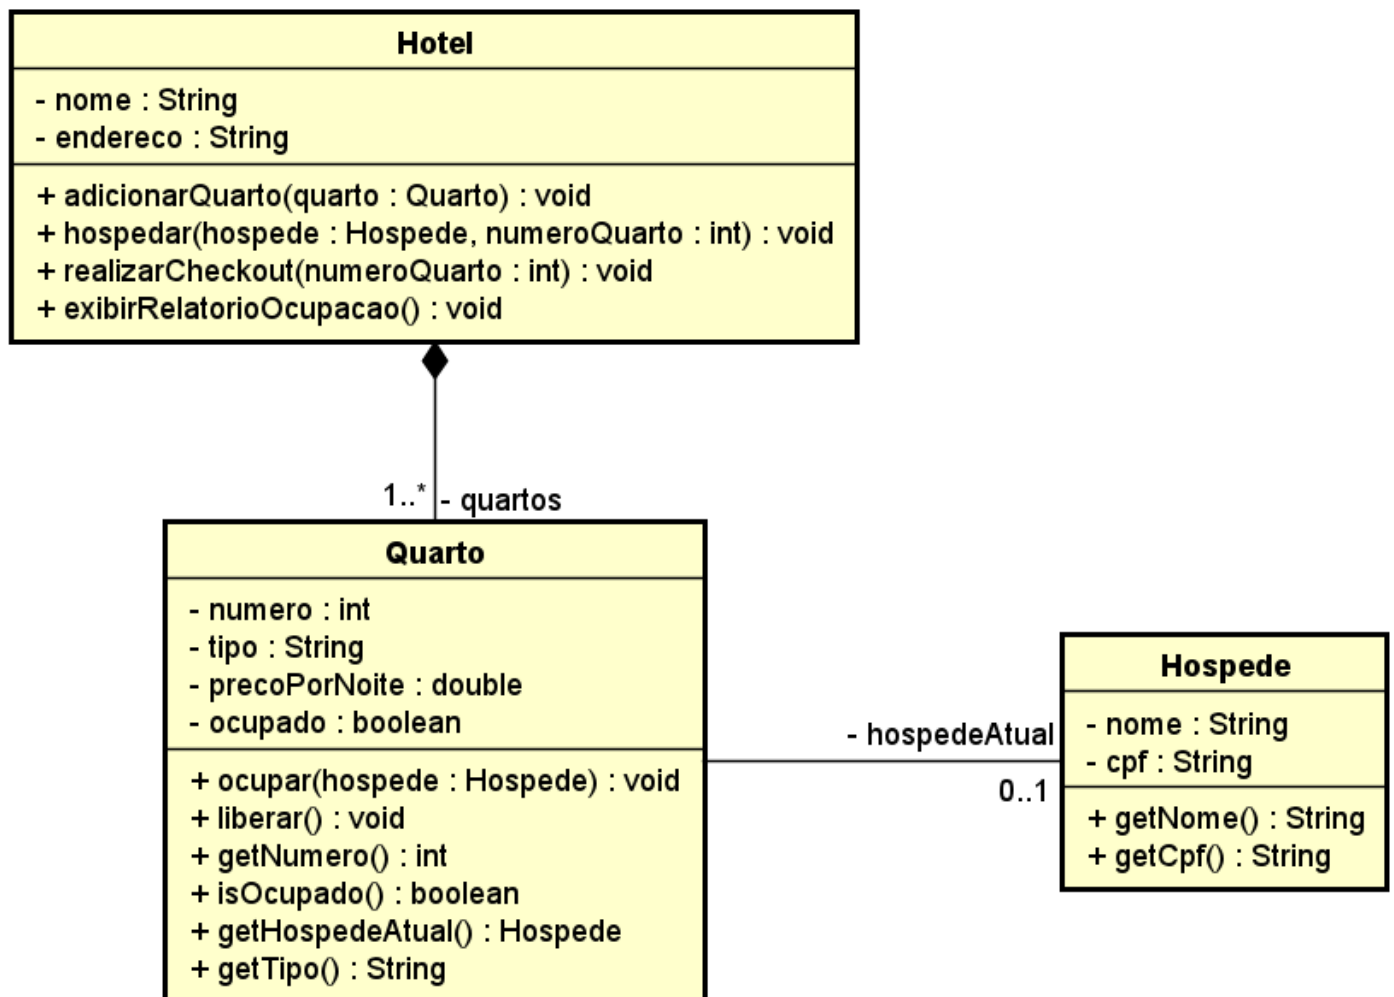 Hotel
- nome : String
- endereco : String
+ adicionarQuarto(quarto : Quarto) : void
+ hospedar(hospede : Hospede, numeroQuarto : int) : void
+ realizarCheckout(numeroQuarto : int) : void
+ exibirRelatorioOcupacao() : void
1..* - quartos
Quarto
- numero : int
- tipo : String
- precoPorNoite : double
- ocupado : boolean
+ ocupar(hospede : Hospede) : void
+ liberar() : void
+ getNumero() : int
+ isOcupado() : boolean
+ getHospedeAtual() : Hospede
+ getTipo() : String
- hospedeAtual
0..1
Hospede
- nome : String
- cpf : String
+ getNome() : String
+ getCpf() : String